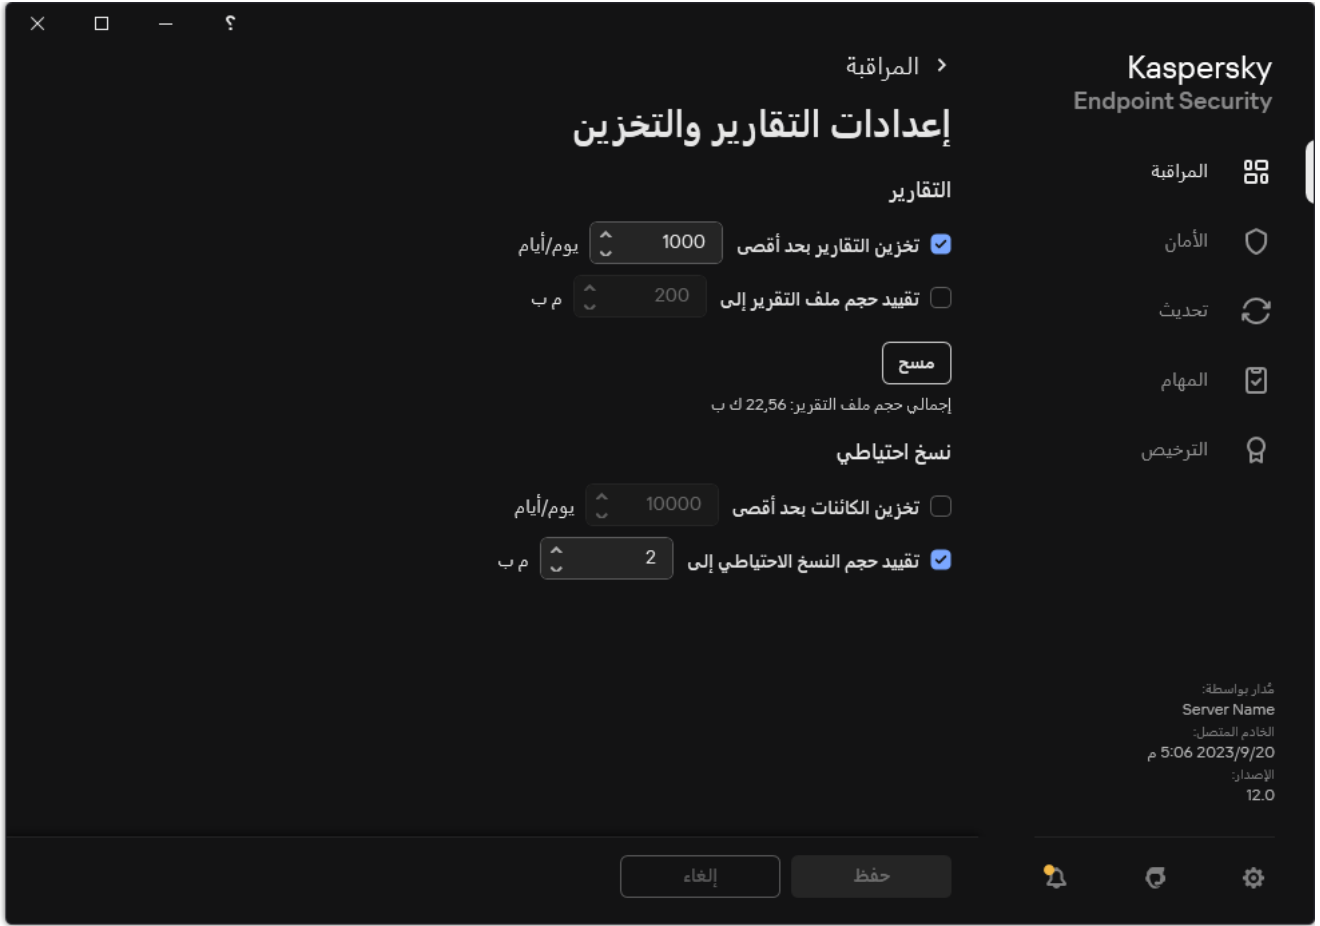 ؟
Kaspersky
Endpoint Security
المراقبة
الأمان
تحديث
المهام
الترخيص
مُدار بواسطة:
Server Name
الخادم المتصل:
2023/9/20 5:06 م
الإصدار:
12.0
المراقبة
إعدادات التقارير والتخزين
التقارير
تخزين التقارير بحد أقصى 1000 يوم/أيام
تقييد حجم ملف التقرير إلى 200 م ب
مسح
إجمالي حجم ملف التقرير: 22,56 ك ب
نسخ احتياطي
تخزين الكائنات بحد أقصى 10000 يوم/أيام
تقييد حجم النسخ الاحتياطي إلى 2 م ب
حفظ
إلغاء